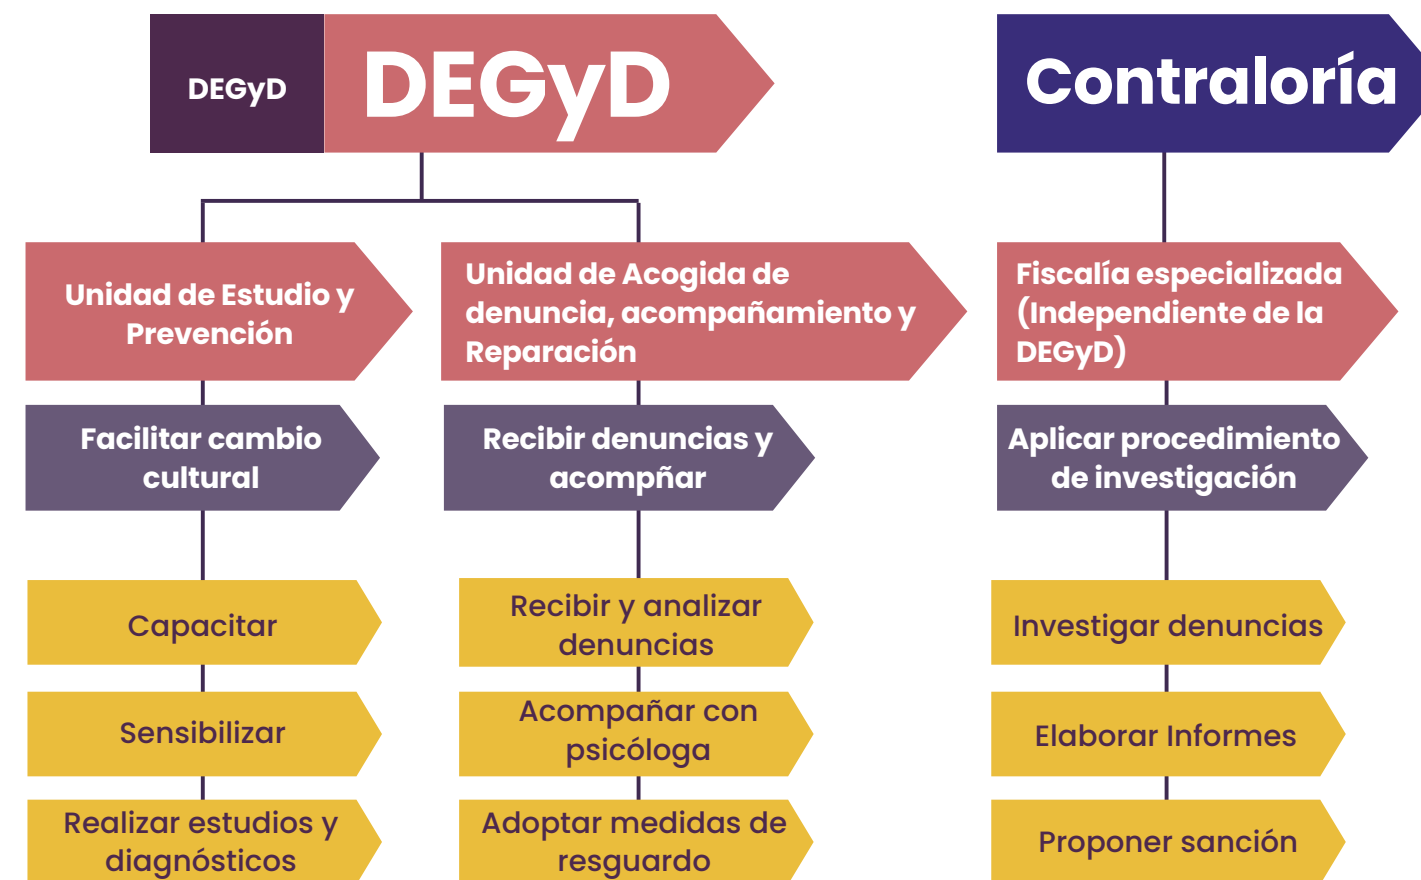 DEGyD
DEGyD
Contraloría
Unidad de Estudio y
Prevención
Unidad de Acogida de
denuncia, acompañamiento y
Reparación
Fiscalía especializada
(Independiente de la
DEGyD)
Facilitar cambio
cultural
Recibir denuncias y
acompñar
Aplicar procedimiento
de investigación
Capacitar
Recibir y analizar
denuncias
Investigar denuncias
Sensibilizar
Acompañar con
psicóloga
Elaborar Informes
Realizar estudios y
diagnósticos
Adoptar medidas de
resguardo
Proponer sanción